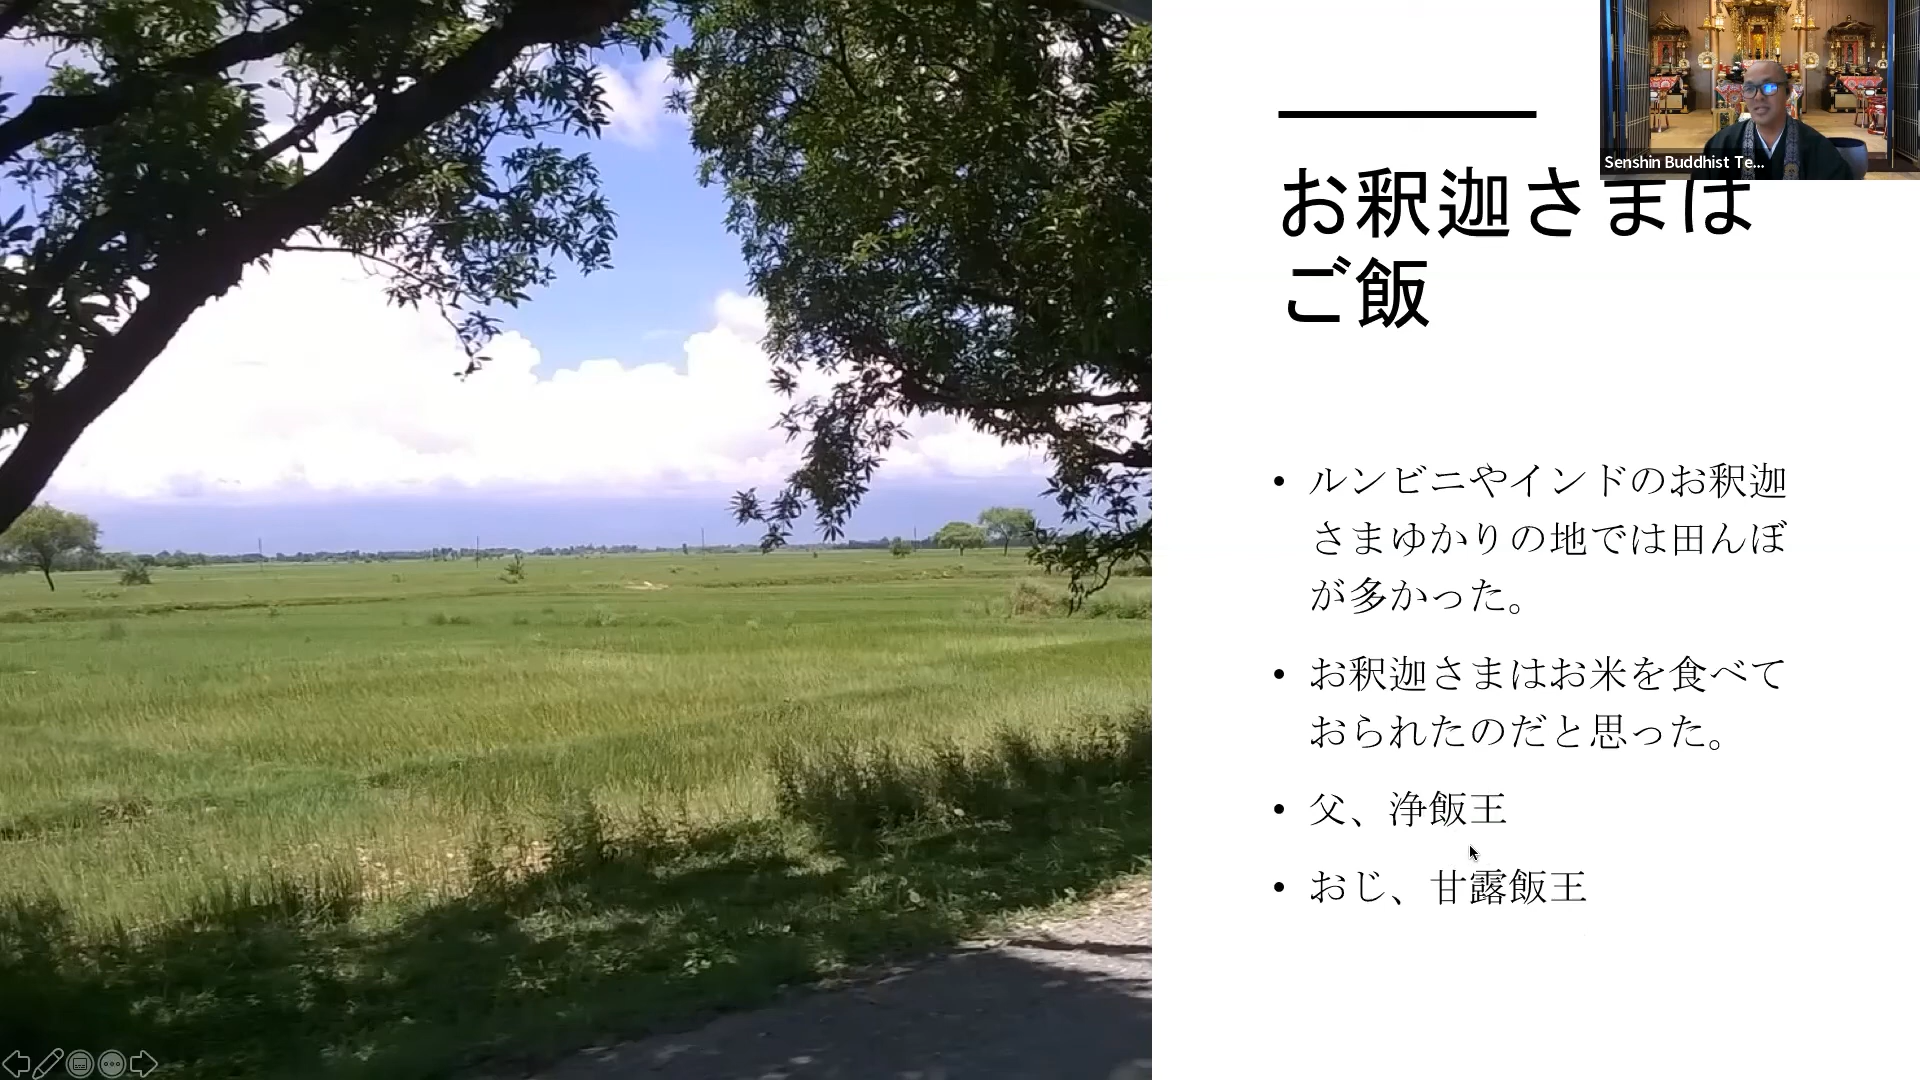 Senshin Buddhist Te...
お釈迦さまは
ご飯
• ルンビニやインドのお釈迦
さまゆかりの地では田んぼ
が多かった。
• お釈迦さまはお米を食べて
おられたのだと思った。
• 父、浄飯王
• おじ、甘露飯王